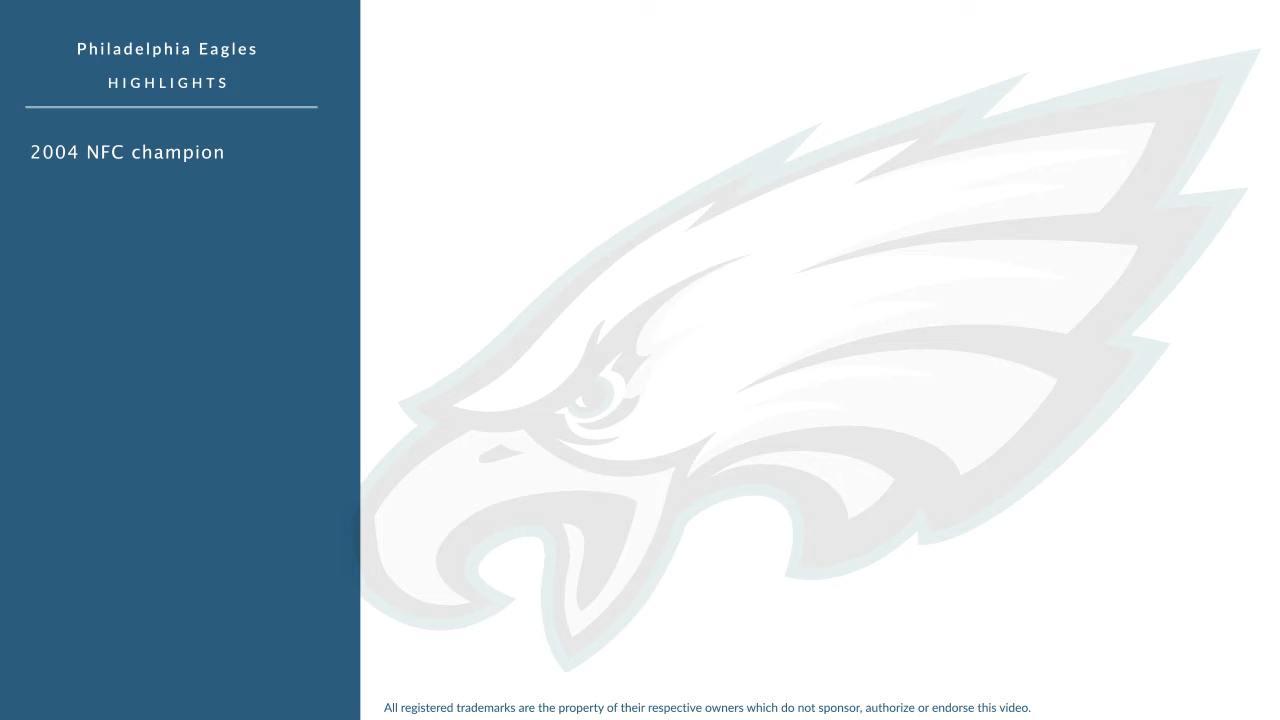 Philadelphia Eagles
HIGHLIGHTS
2004 NFC champion
All registered trademarks are the property of their respective owners which do not sponsor, authorize or endorse this video.